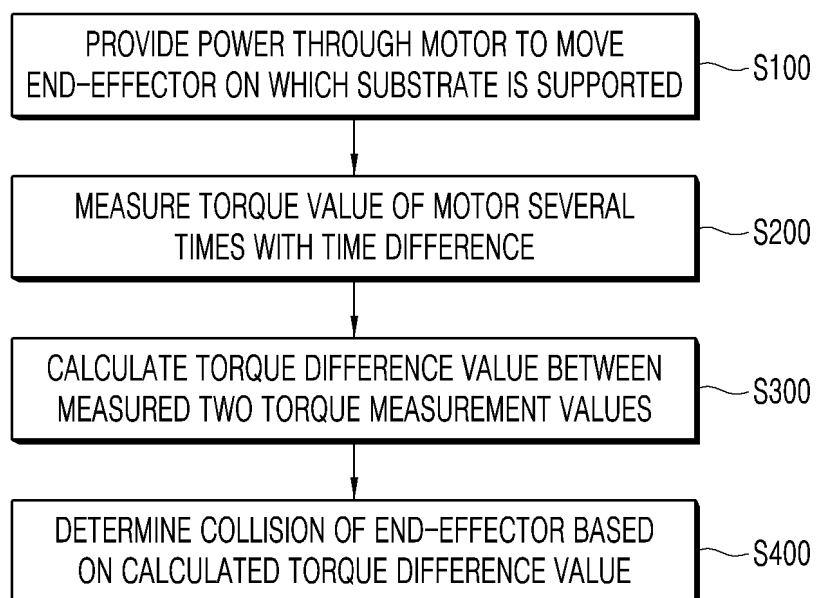 PROVIDE POWER THROUGH MOTOR TO MOVE
END-EFFECTOR ON WHICH SUBSTRATE IS SUPPORTED
S100
MEASURE TORQUE VALUE OF MOTOR SEVERAL
TIMES WITH TIME DIFFERENCE
S200
CALCULATE TORQUE DIFFERENCE VALUE BETWEEN
MEASURED TWO TORQUE MEASUREMENT VALUES
S300
DETERMINE COLLISION OF END-EFFECTOR BASED
ON CALCULATED TORQUE DIFFERENCE VALUE
S400